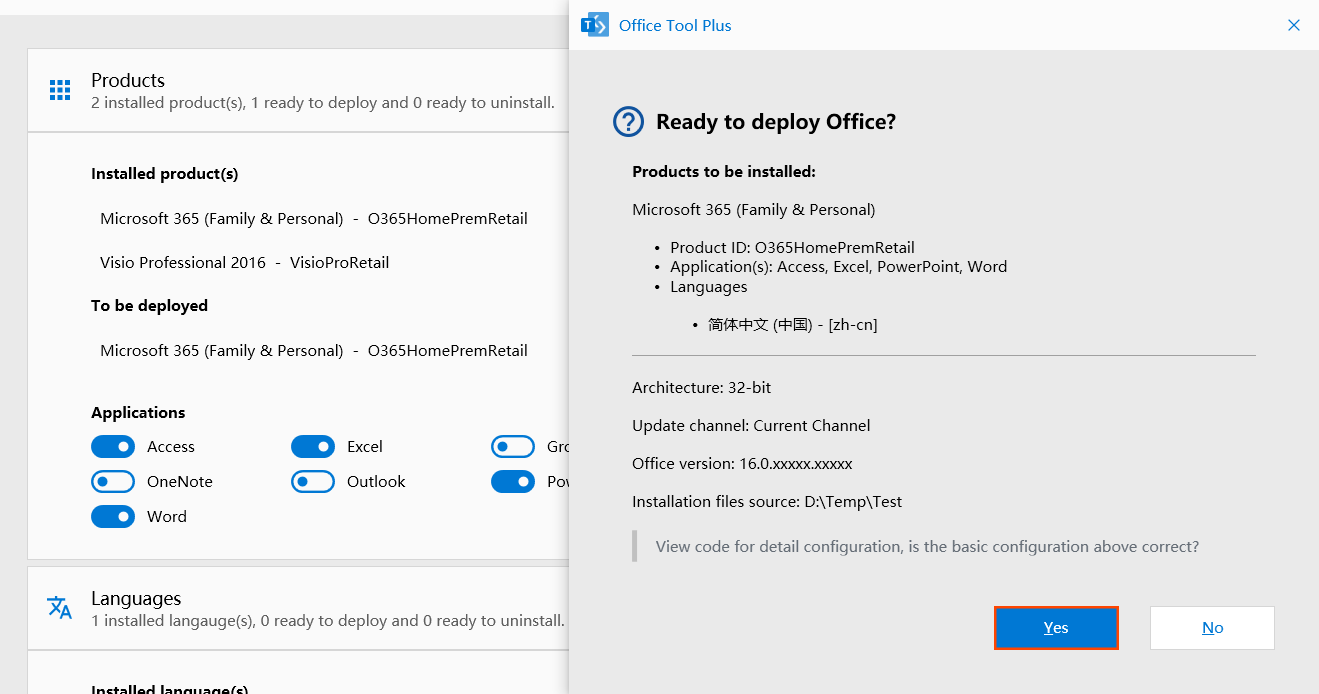 Products
2 installed product(s), 1 ready to deploy and 0 ready to uninstall.
Installed product(s)
Microsoft 365 (Family & Personal) - O365HomePremRetail
Visio Professional 2016 - VisioProRetail
To be deployed
Microsoft 365 (Family & Personal) - O365HomePremRetail
Applications
Access
Excel
OneNote
Outlook
Word
Languages
1 installed langauge(s), 0 ready to deploy and 0 ready to uninstall.
Installed language(s)
Office Tool Plus
Ready to deploy Office?
Products to be installed:
Microsoft 365 (Family & Personal)
• Product ID: O365HomePremRetail
• Application(s): Access, Excel, PowerPoint, Word
• Languages
• 简体中文 (中国) - [zh-cn]
Architecture: 32-bit
Update channel: Current Channel
Office version: 16.0.xxxxx.xxxxx
Installation files source: D:\Temp\Test
View code for detail configuration, is the basic configuration above correct?
Yes
No